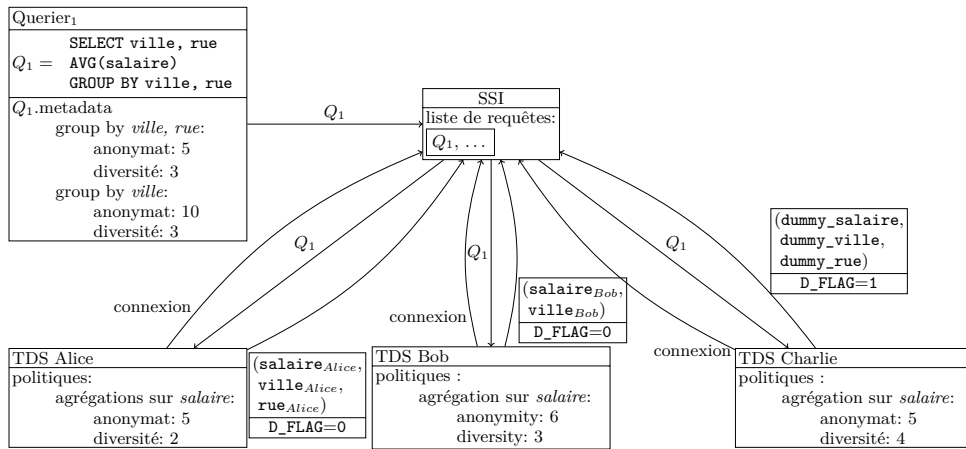 Querier₁
SELECT ville, rue
Q₁ = AVG(salaire)
GROUP BY ville, rue
Q₁.metadata
group by ville, rue:
anonymat: 5
diversité: 3
group by ville:
anonymat: 10
diversité: 3
Q₁
SSI
liste de requêtes:
Q₁, ...
Q₁
Q₁
Q₁
connexion
connexion
connexion
(dummy_salaire,
dummy_ville,
dummy_rue)
D_FLAG=1
(salaire_Bob,
ville_Bob)
D_FLAG=0
(salaire_Alice,
ville_Alice,
rue_Alice)
D_FLAG=0
TDS Alice
politiques:
agrégations sur salaire:
anonymat: 5
diversité: 2
TDS Bob
politiques :
agrégation sur salaire:
anonymity: 6
diversity: 3
TDS Charlie
politiques :
agrégation sur salaire:
anonymat: 5
diversité: 4